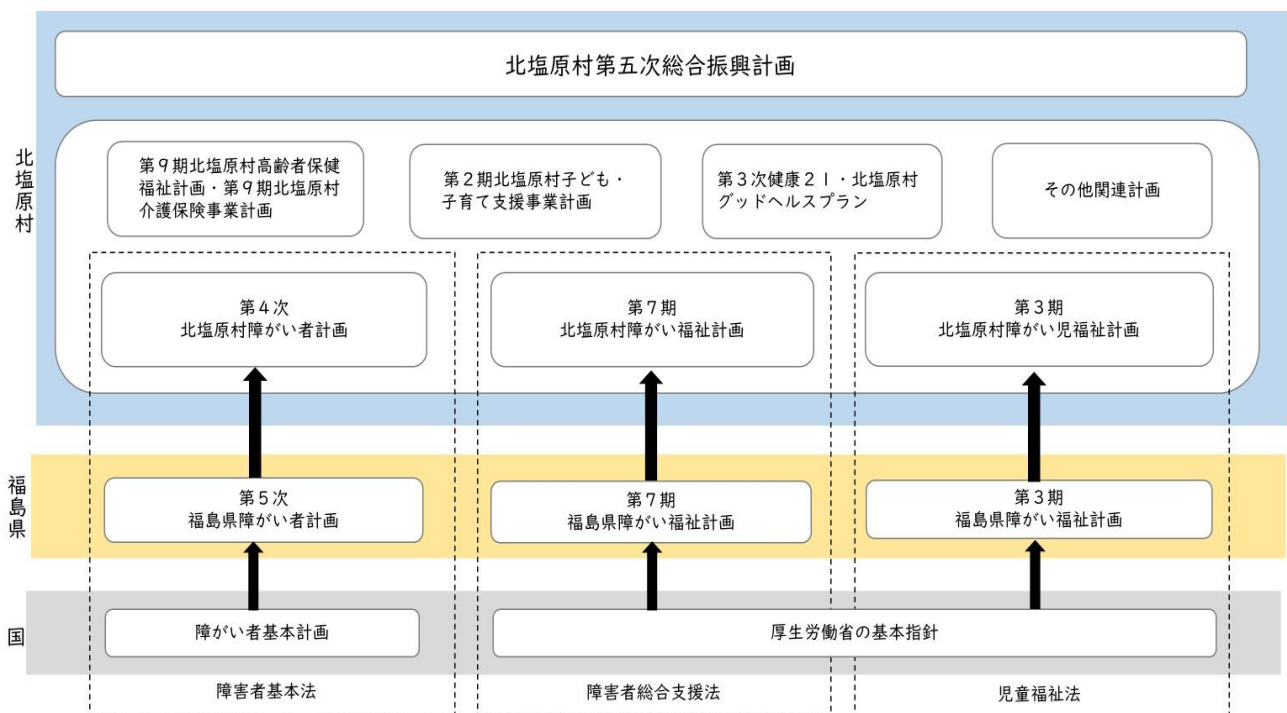 北塩原村第五次総合振興計画
北塩原村
第9期北塩原村高齢者保健
福祉計画・第9期北塩原村
介護保険事業計画
第2期北塩原村子ども・
子育て支援事業計画
第3次健康21・北塩原村
グッドヘルスプラン
その他関連計画
第4次
北塩原村障がい者計画
第7期
北塩原村障がい福祉計画
第3期
北塩原村障がい児福祉計画
福島県
第5次
福島県障がい者計画
第7期
福島県障がい福祉計画
第3期
福島県障がい福祉計画
国
障がい者基本計画
厚生労働省の基本指針
障害者基本法
障害者総合支援法
児童福祉法